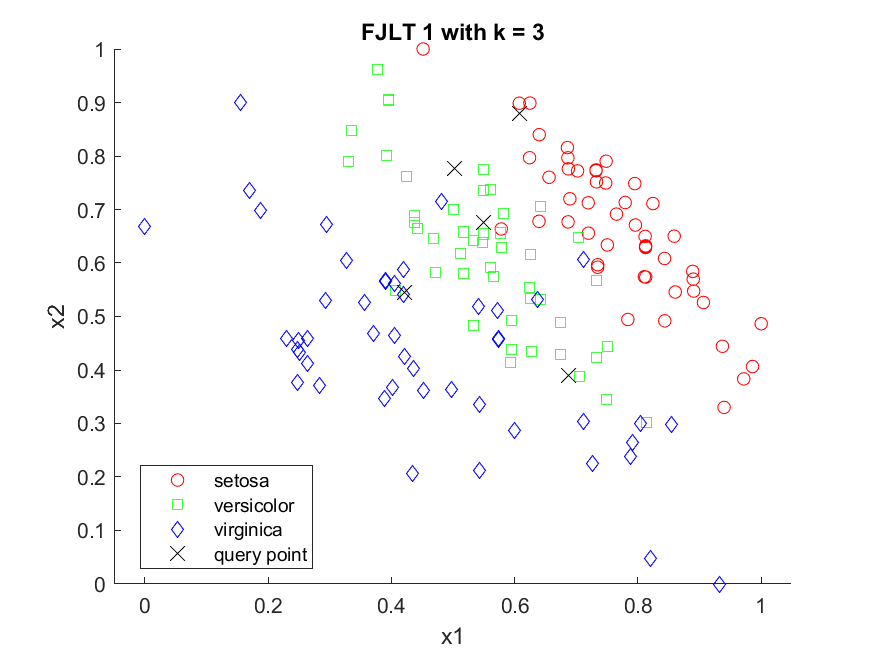 FJLT 1 with k = 3
1
0.9
0.8
0.7
0.6
0.5
0.4
0.3
0.2
0.1
0
x2
setosa
versicolor
virginica
query point
0 0.2 0.4 0.6 0.8 1
x1